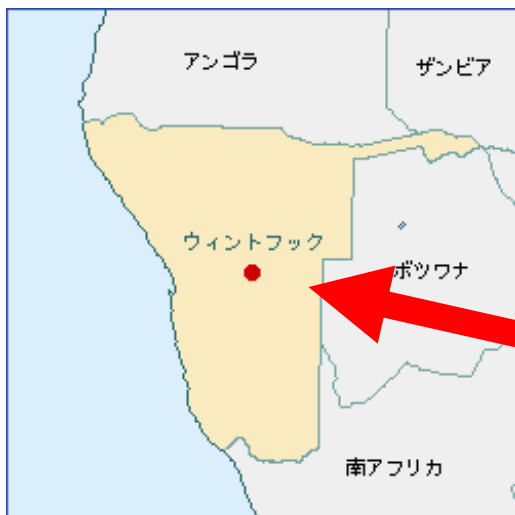 アンゴラ
ザンビア
ウィントフック
ボツワナ
南アフリカ